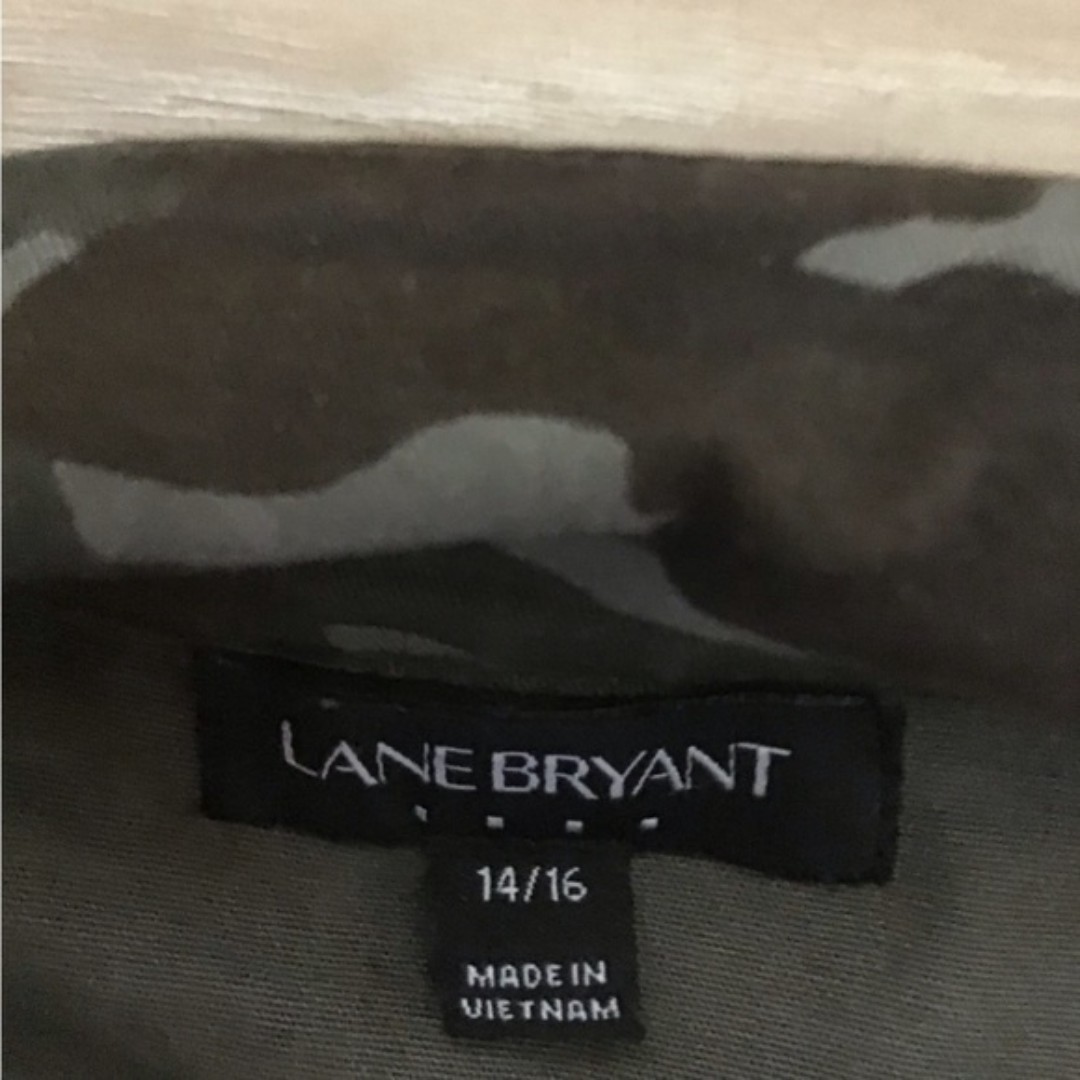 LANE BRYANT
14/16
MADE IN
VIETNAM